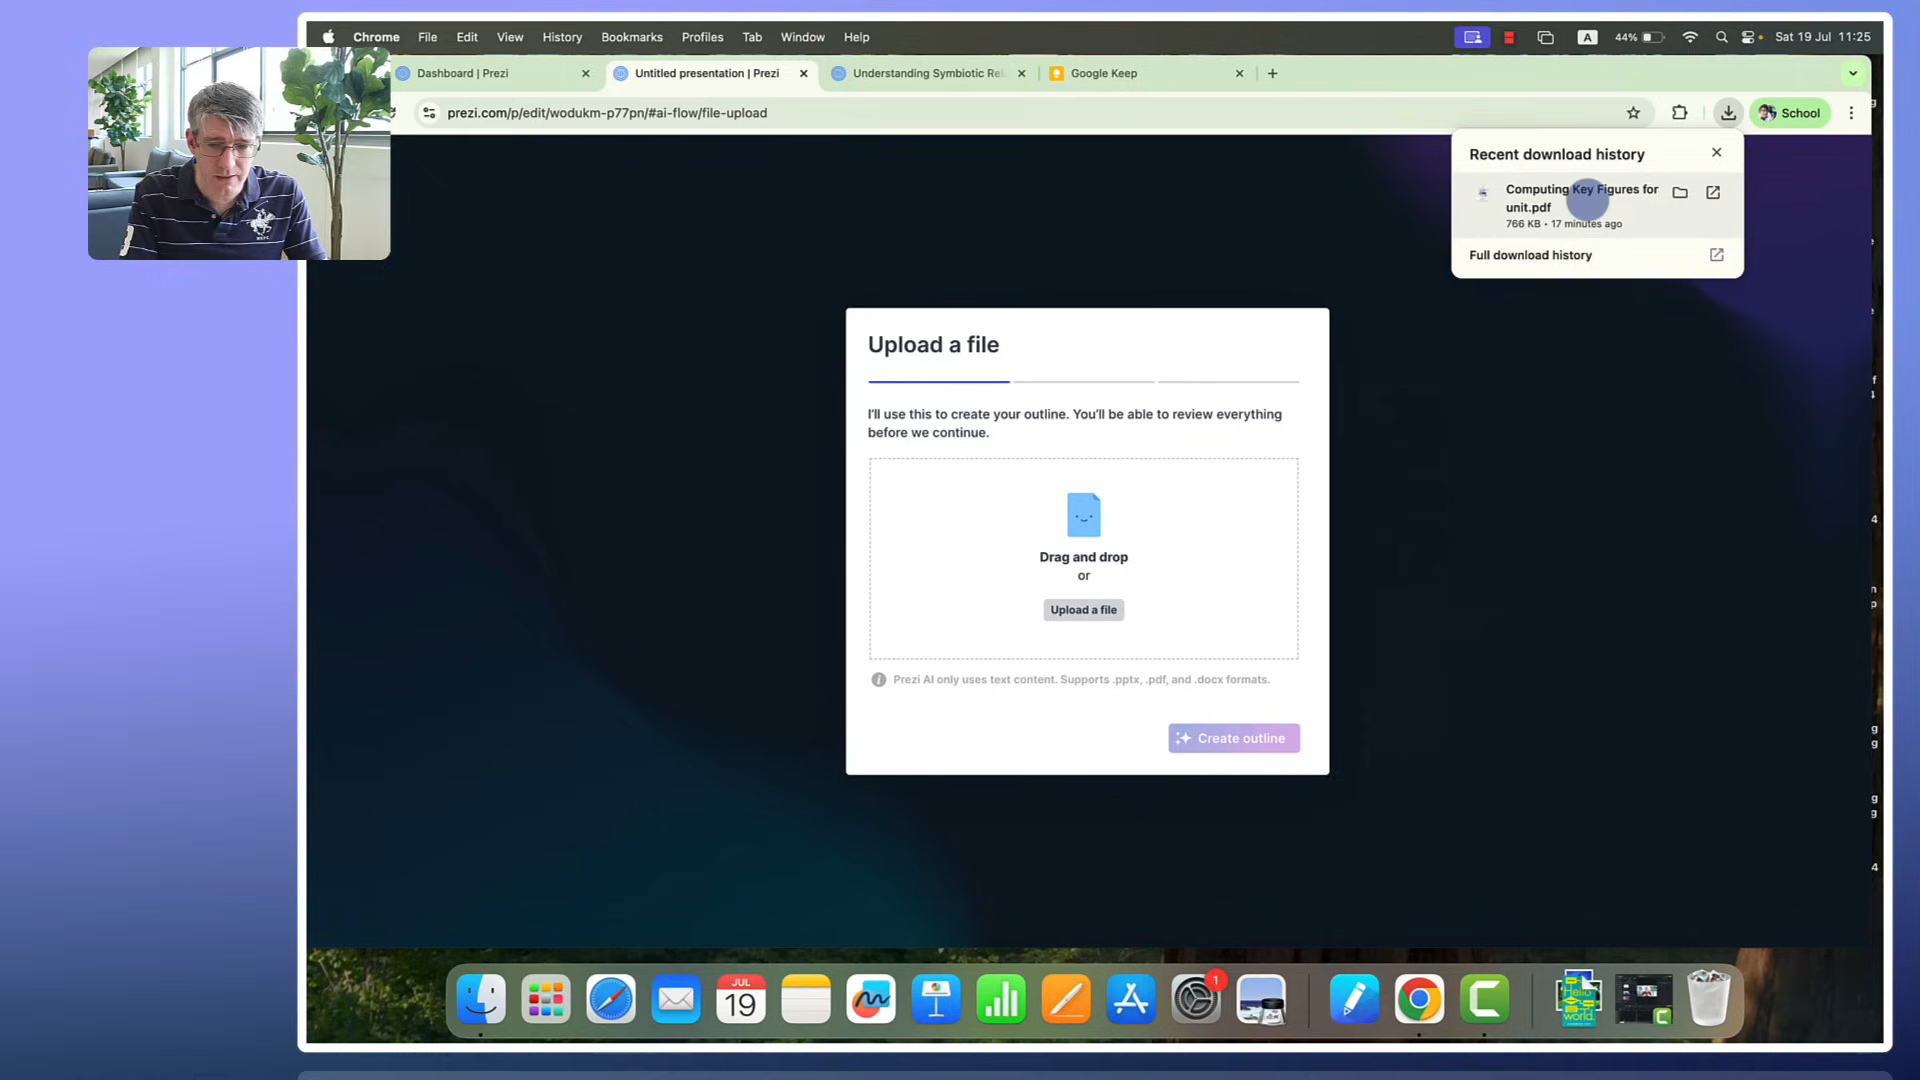 Chrome File Edit View History Bookmarks Profiles Tab Window Help A 44% Sat 19 Jul 11:25
Dashboard | Prezi
Untitled presentation | Prezi
Understanding Symbiotic Rel
Google Keep
prezi.com/p/edit/wodukm-p77pn/#ai-flow/file-upload
School
Recent download history
Computing Key Figures for
unit.pdf
766 KB • 17 minutes ago
Full download history
Upload a file
I'll use this to create your outline. You'll be able to review everything
before we continue.
Drag and drop
or
Upload a file
Prezi AI only uses text content. Supports .pptx, .pdf, and .docx formats.
Create outline
JUL
19
1
Hello
world.